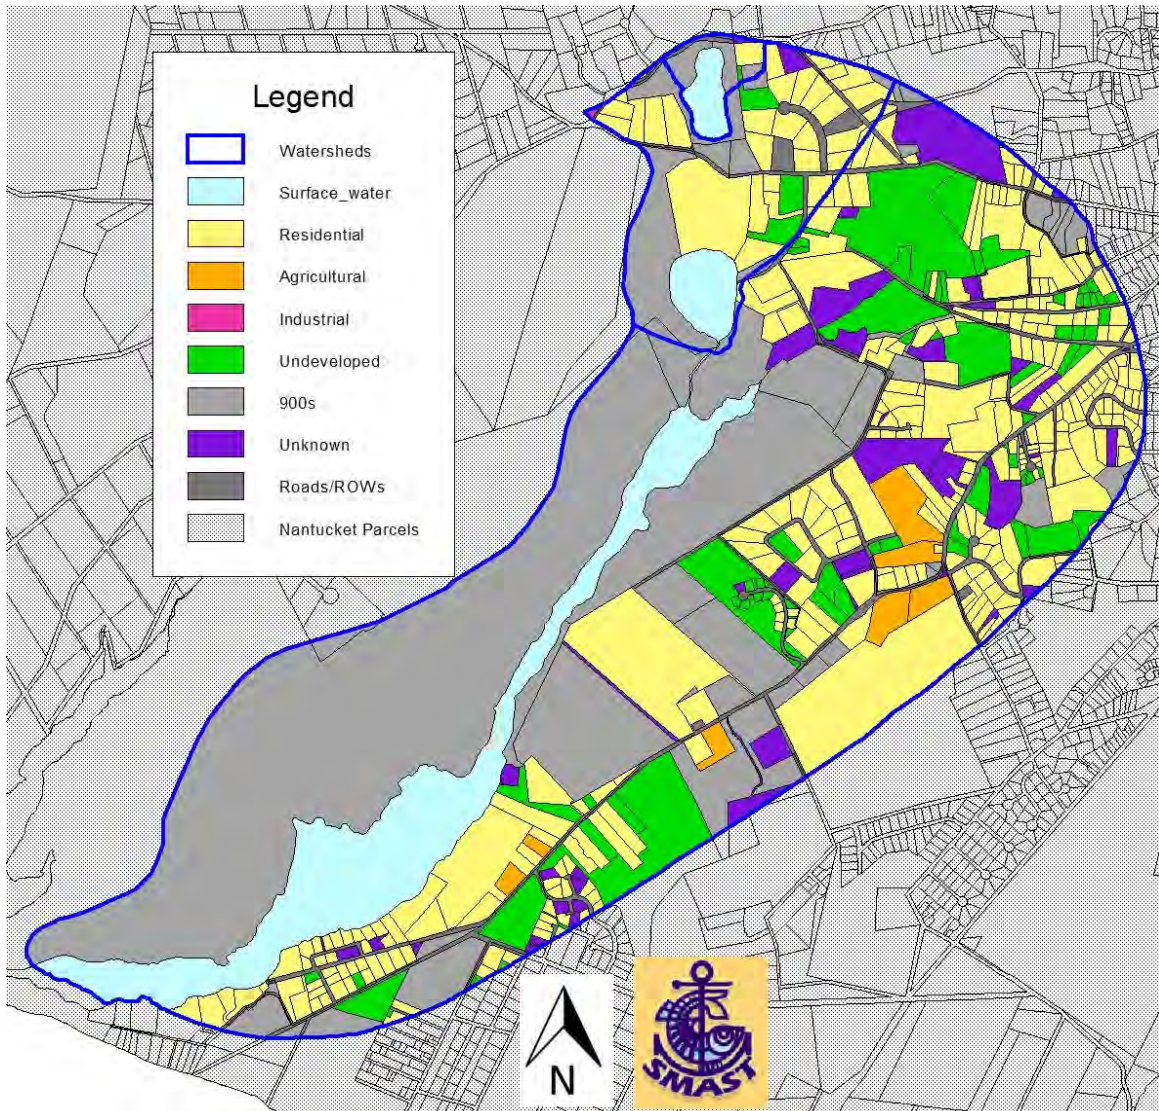 Legend
Watersheds
Surface_water
Residential
Agricultural
Industrial
Undeveloped
900s
Unknown
Roads/ROWs
Nantucket Parcels
N
SMAST